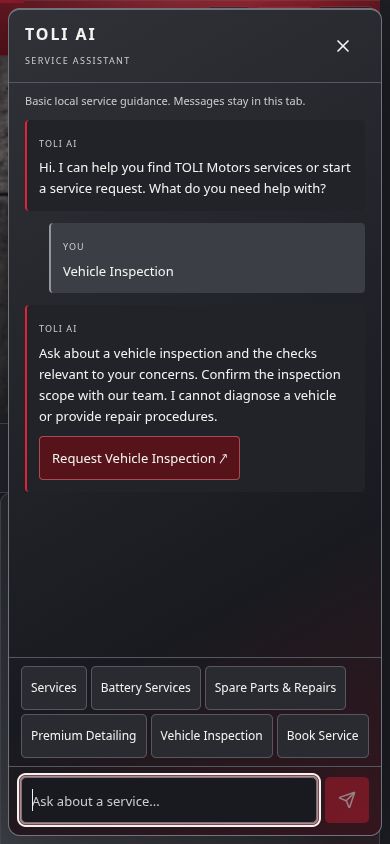 TOLI AI
SERVICE ASSISTANT
Basic local service guidance. Messages stay in this tab.
TOLI AI
Hi. I can help you find TOLI Motors services or start
a service request. What do you need help with?
YOU
Vehicle Inspection
TOLI AI
Ask about a vehicle inspection and the checks
relevant to your concerns. Confirm the inspection
scope with our team. I cannot diagnose a vehicle
or provide repair procedures.
Request Vehicle Inspection ↗
Services Battery Services Spare Parts & Repairs
Premium Detailing Vehicle Inspection Book Service
Ask about a service...